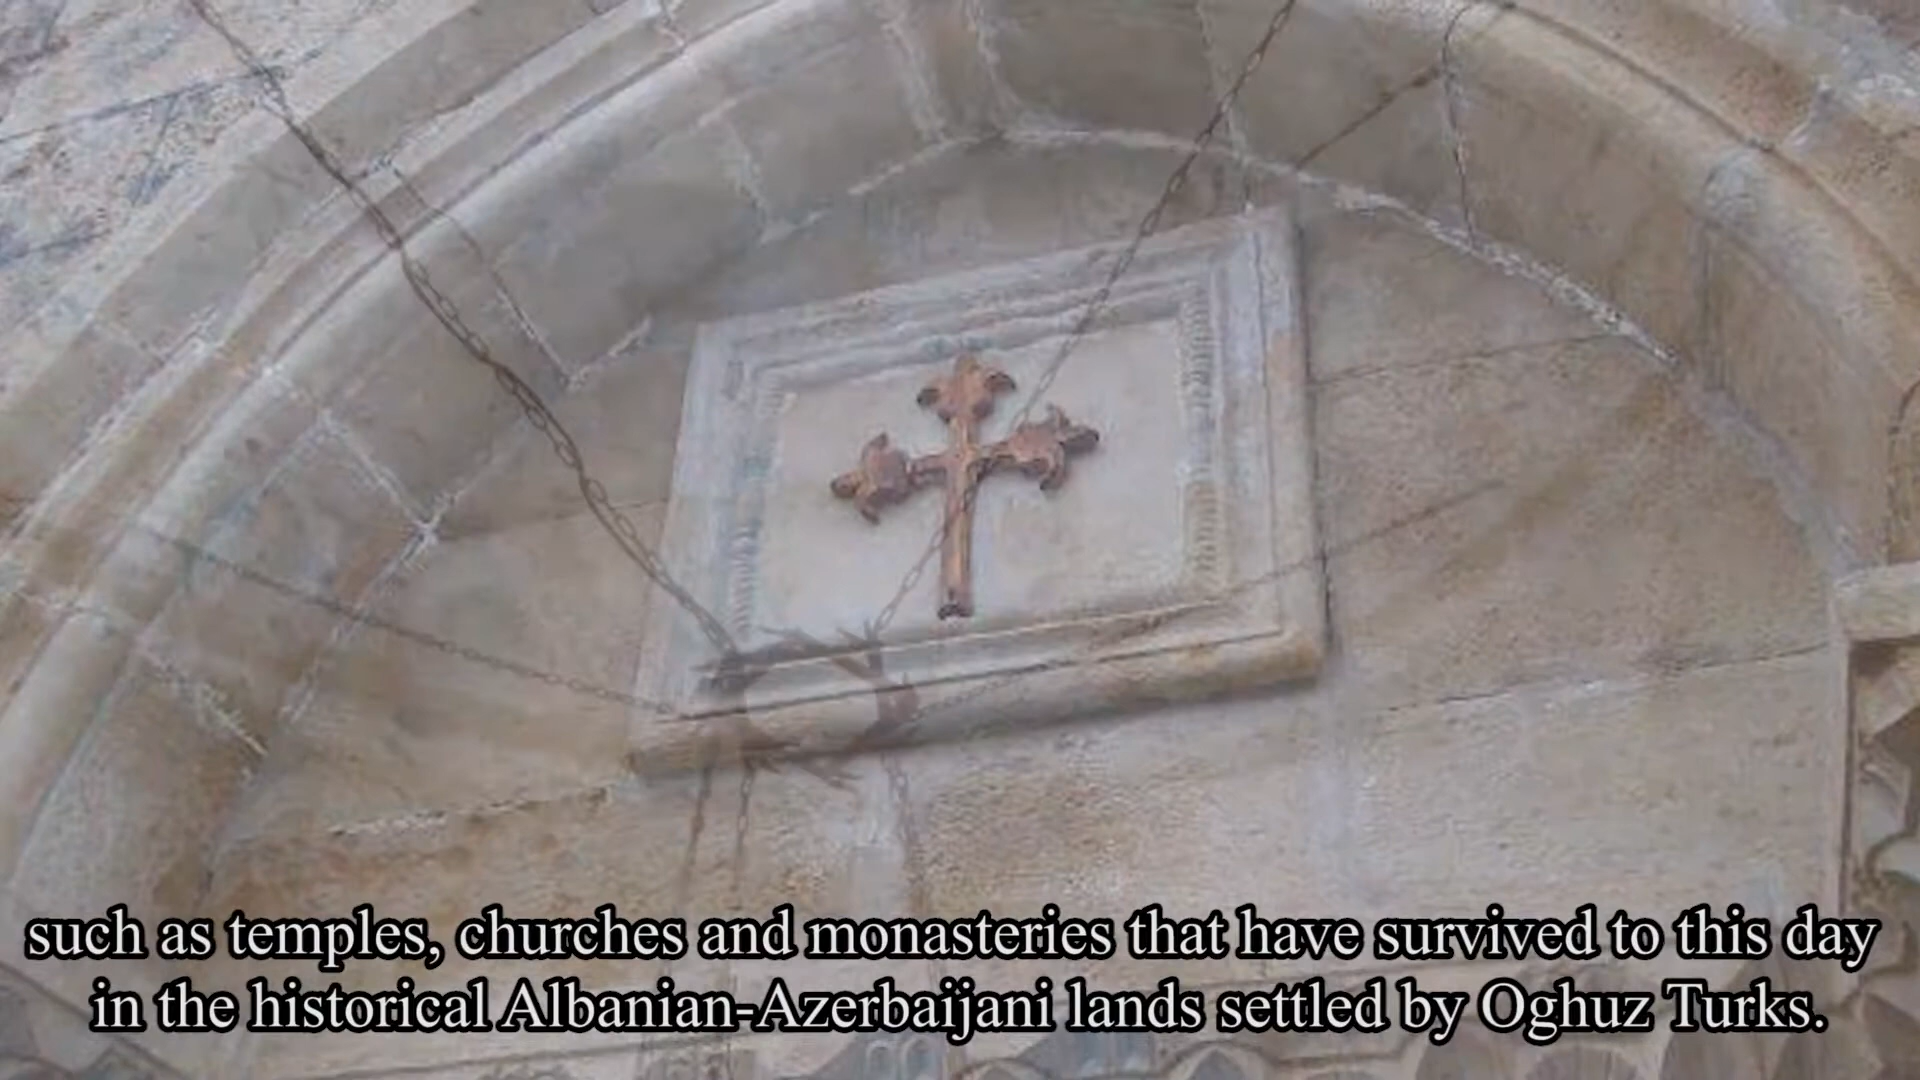 such as temples, churches and monasteries that have survived to this day
in the historical Albanian-Azerbaijani lands settled by Oghuz Turks.